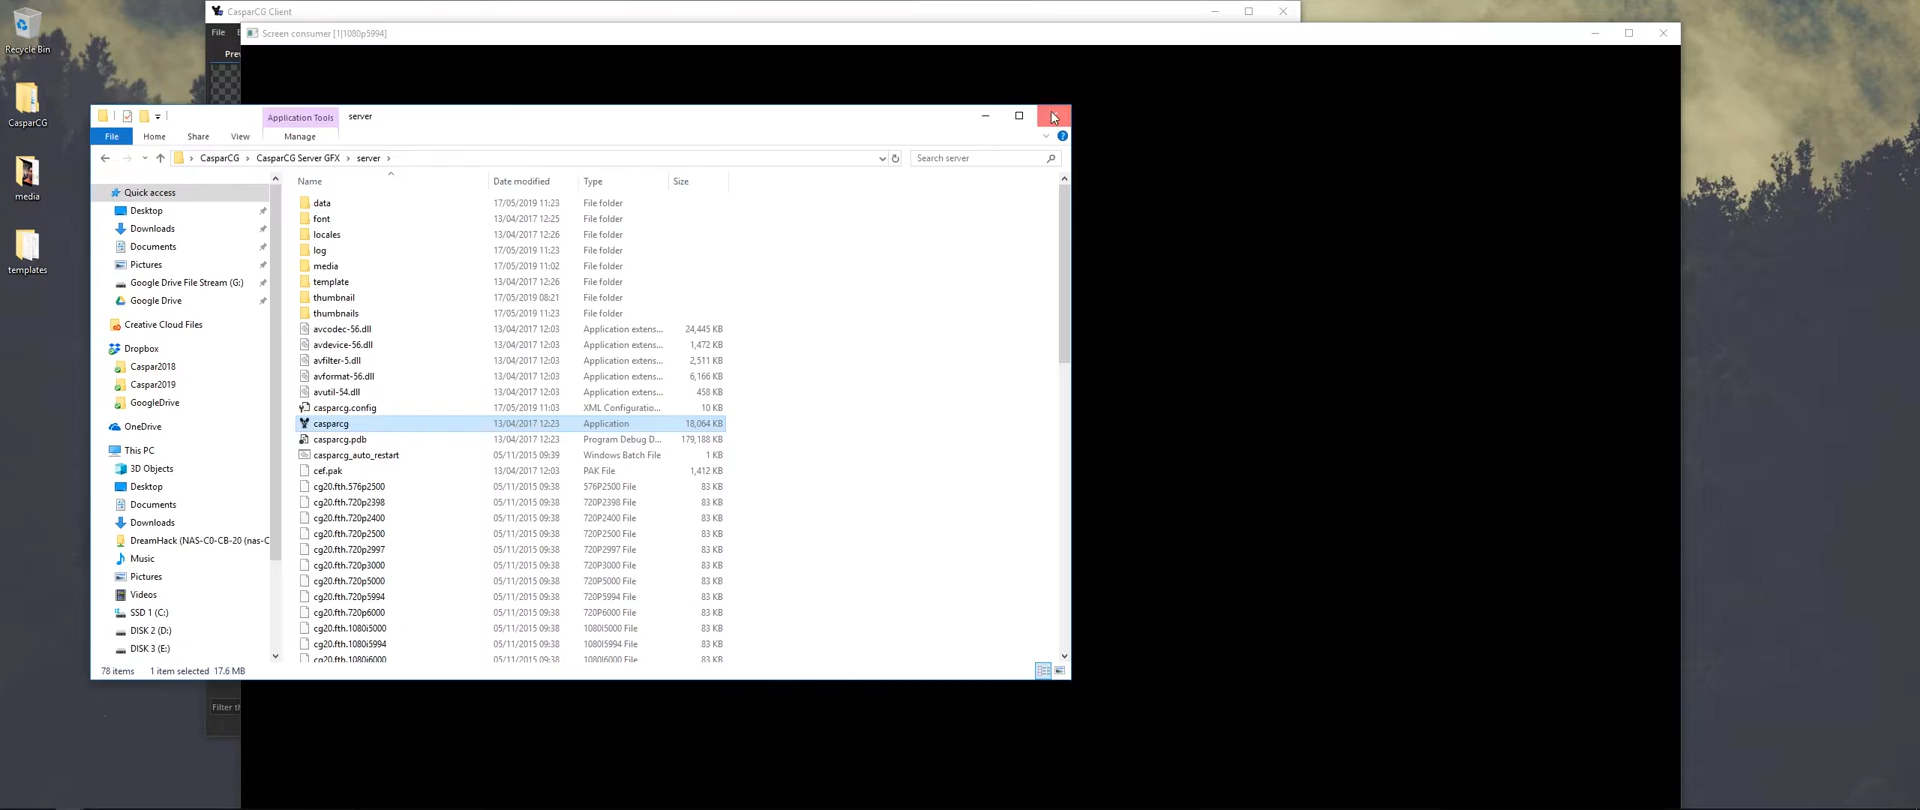 CasparCG Client
File
Screen consumer [1|1080p5994]
Recycle Bin
CasparCG
media
templates
Application Tools
server
File
Home
Share
View
Manage
CasparCG
CasparCG Server GFX
server
Search server
Name
Date modified
Type
Size
Quick access
Desktop
Downloads
Documents
Pictures
Google Drive File Stream (G:)
Google Drive
Creative Cloud Files
Dropbox
Caspar2018
Caspar2019
GoogleDrive
OneDrive
This PC
3D Objects
Desktop
Documents
Downloads
DreamHack (NAS-C0-CB-20 (nas-C
Music
Pictures
Videos
SSD 1 (C:)
DISK 2 (D:)
DISK 3 (E:)
data 17/05/2019 11:23 File folder
font 13/04/2017 12:25 File folder
locales 13/04/2017 12:26 File folder
log 17/05/2019 11:23 File folder
media 17/05/2019 11:02 File folder
template 13/04/2017 12:26 File folder
thumbnail 17/05/2019 08:21 File folder
thumbnails 17/05/2019 11:23 File folder
avcodec-56.dll 13/04/2017 12:03 Application extens... 24,445 KB
avdevice-56.dll 13/04/2017 12:03 Application extens... 1,472 KB
avfilter-5.dll 13/04/2017 12:03 Application extens... 2,511 KB
avformat-56.dll 13/04/2017 12:03 Application extens... 6,166 KB
avutil-54.dll 13/04/2017 12:03 Application extens... 458 KB
casparcg.config 17/05/2019 11:03 XML Configuratio... 10 KB
casparcg 13/04/2017 12:23 Application 18,064 KB
casparcg.pdb 13/04/2017 12:23 Program Debug D... 179,188 KB
casparcg_auto_restart 05/11/2015 09:39 Windows Batch File 1 KB
cef.pak 13/04/2017 12:03 PAK File 1,412 KB
cg20.fth.576p2500 05/11/2015 09:38 576P2500 File 83 KB
cg20.fth.720p2398 05/11/2015 09:38 720P2398 File 83 KB
cg20.fth.720p2400 05/11/2015 09:38 720P2400 File 83 KB
cg20.fth.720p2500 05/11/2015 09:38 720P2500 File 83 KB
cg20.fth.720p2997 05/11/2015 09:38 720P2997 File 83 KB
cg20.fth.720p3000 05/11/2015 09:38 720P3000 File 83 KB
cg20.fth.720p5000 05/11/2015 09:38 720P5000 File 83 KB
cg20.fth.720p5994 05/11/2015 09:38 720P5994 File 83 KB
cg20.fth.720p6000 05/11/2015 09:38 720P6000 File 83 KB
cg20.fth.1080i5000 05/11/2015 09:38 1080I5000 File 83 KB
cg20.fth.1080i5994 05/11/2015 09:38 1080I5994 File 83 KB
cg20.fth.1080i6000 05/11/2015 09:38 1080I6000 File 83 KB
78 items
1 item selected 17.6 MB
Filter